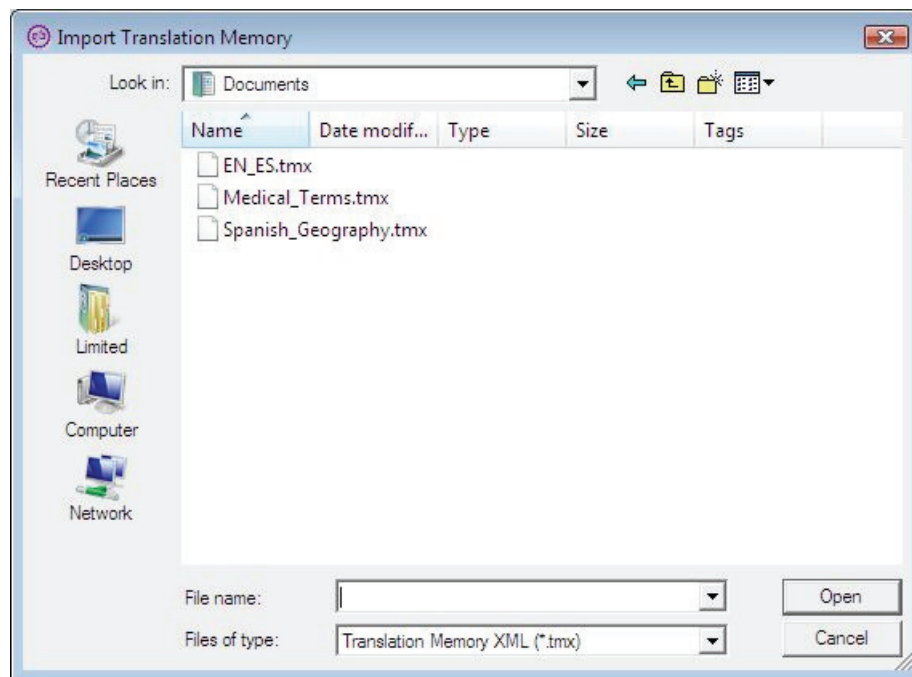 Import Translation Memory
Look in: Documents
Name Date modif... Type Size Tags
EN_ES.tmx
Medical_Terms.tmx
Spanish_Geography.tmx
Recent Places
Desktop
Limited
Computer
Network
File name: Open
Files of type: Translation Memory XML (*.tmx) Cancel